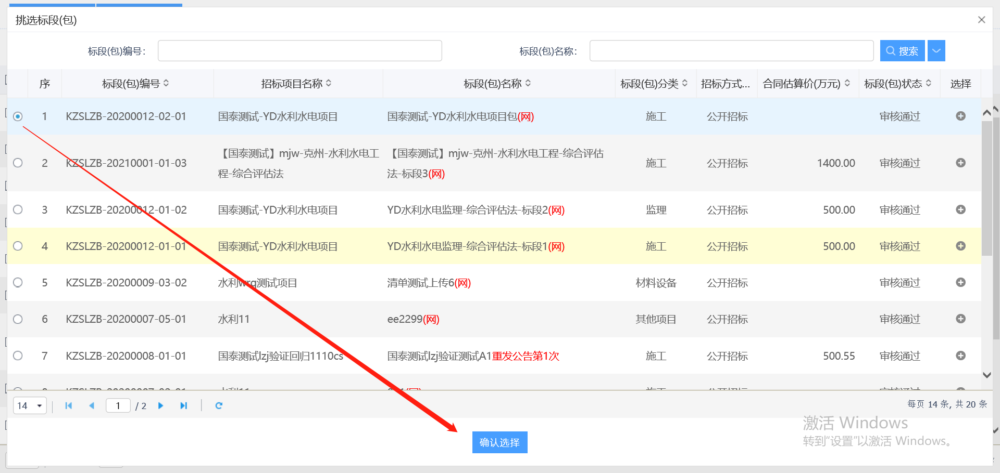 挑选标段(包)
标段(包)编号：
标段(包)名称：
搜索
序 标段(包)编号 招标项目名称 标段(包)名称 标段(包)分类 招标方式... 合同估算价(万元) 标段(包)状态 选择
1 KZSLZB-20200012-02-01 国泰测试-YD水利水电项目 国泰测试-YD水利水电项目包(网) 施工 公开招标 审核通过
2 KZSLZB-20210001-01-03 【国泰测试】mjw-克州-水利水电工程-综合评估法 【国泰测试】mjw-克州-水利水电工程-综合评估法-标段3(网) 施工 公开招标 1400.00 审核通过
3 KZSLZB-20200012-01-02 国泰测试-YD水利水电项目 YD水利水电监理-综合评估法-标段2(网) 监理 公开招标 500.00 审核通过
4 KZSLZB-20200012-01-01 国泰测试-YD水利水电项目 YD水利水电监理-综合评估法-标段1(网) 施工 公开招标 500.00 审核通过
5 KZSLZB-20200009-03-02 水利wrq测试项目 清单测试上传6(网) 材料设备 公开招标 审核通过
6 KZSLZB-20200007-05-01 水利11 ee2299(网) 其他项目 公开招标 审核通过
7 KZSLZB-20200008-01-01 国泰测试lzj验证回归1110cs 国泰测试lzj验证测试A1重发公告第1次 施工 公开招标 500.55 审核通过
14 1 / 2 每页 14 条, 共 20 条
确认选择
激活 Windows
转到“设置”以激活 Windows。